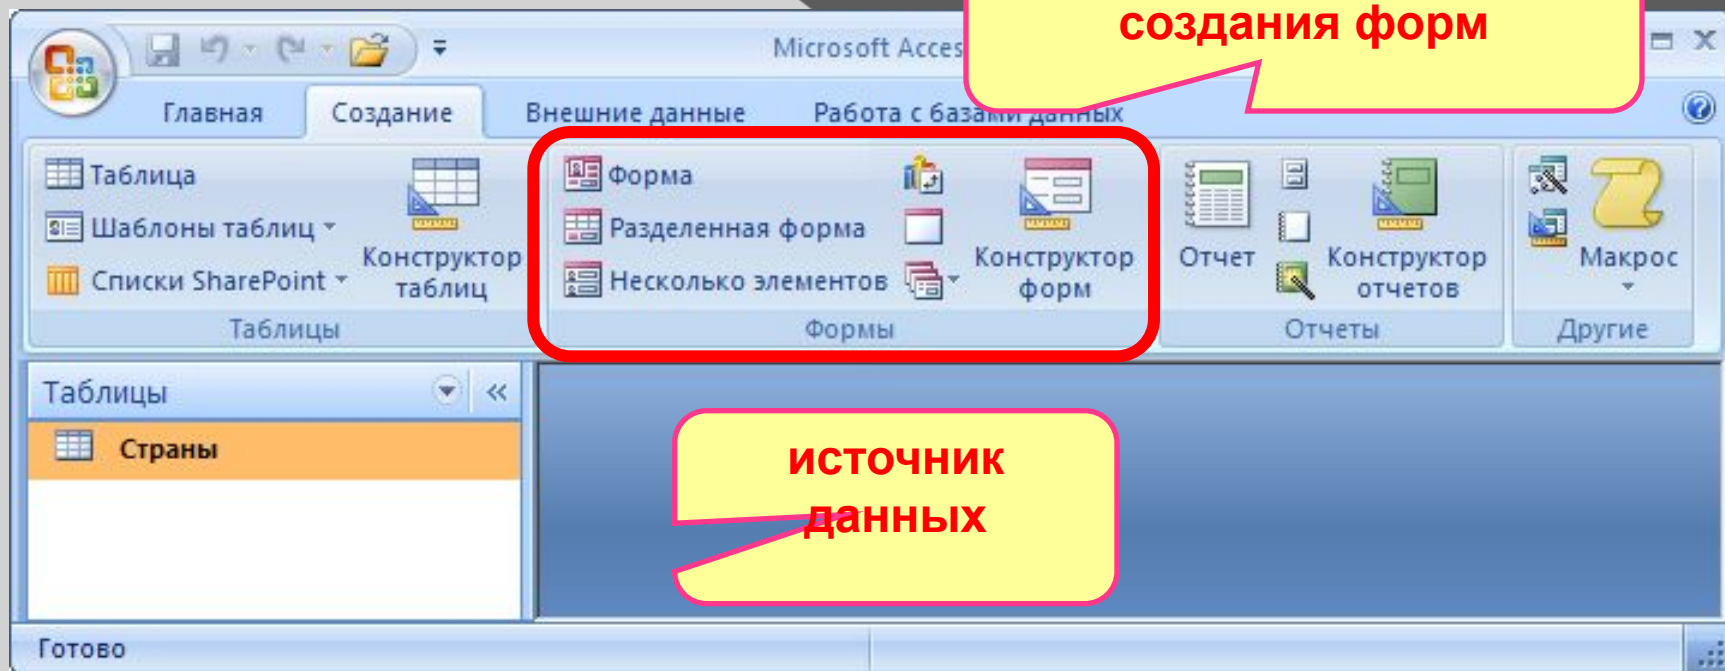 создания форм
Microsoft Acces
Главная Создание Внешние данные Работа с базами данных
Таблица
Шаблоны таблиц
Списки SharePoint
Конструктор
таблиц
Таблицы
Форма
Разделенная форма
Несколько элементов
Конструктор
форм
Формы
Отчет
Конструктор
отчетов
Отчеты
Макрос
Другие
Таблицы
Страны
источник
данных
Готово